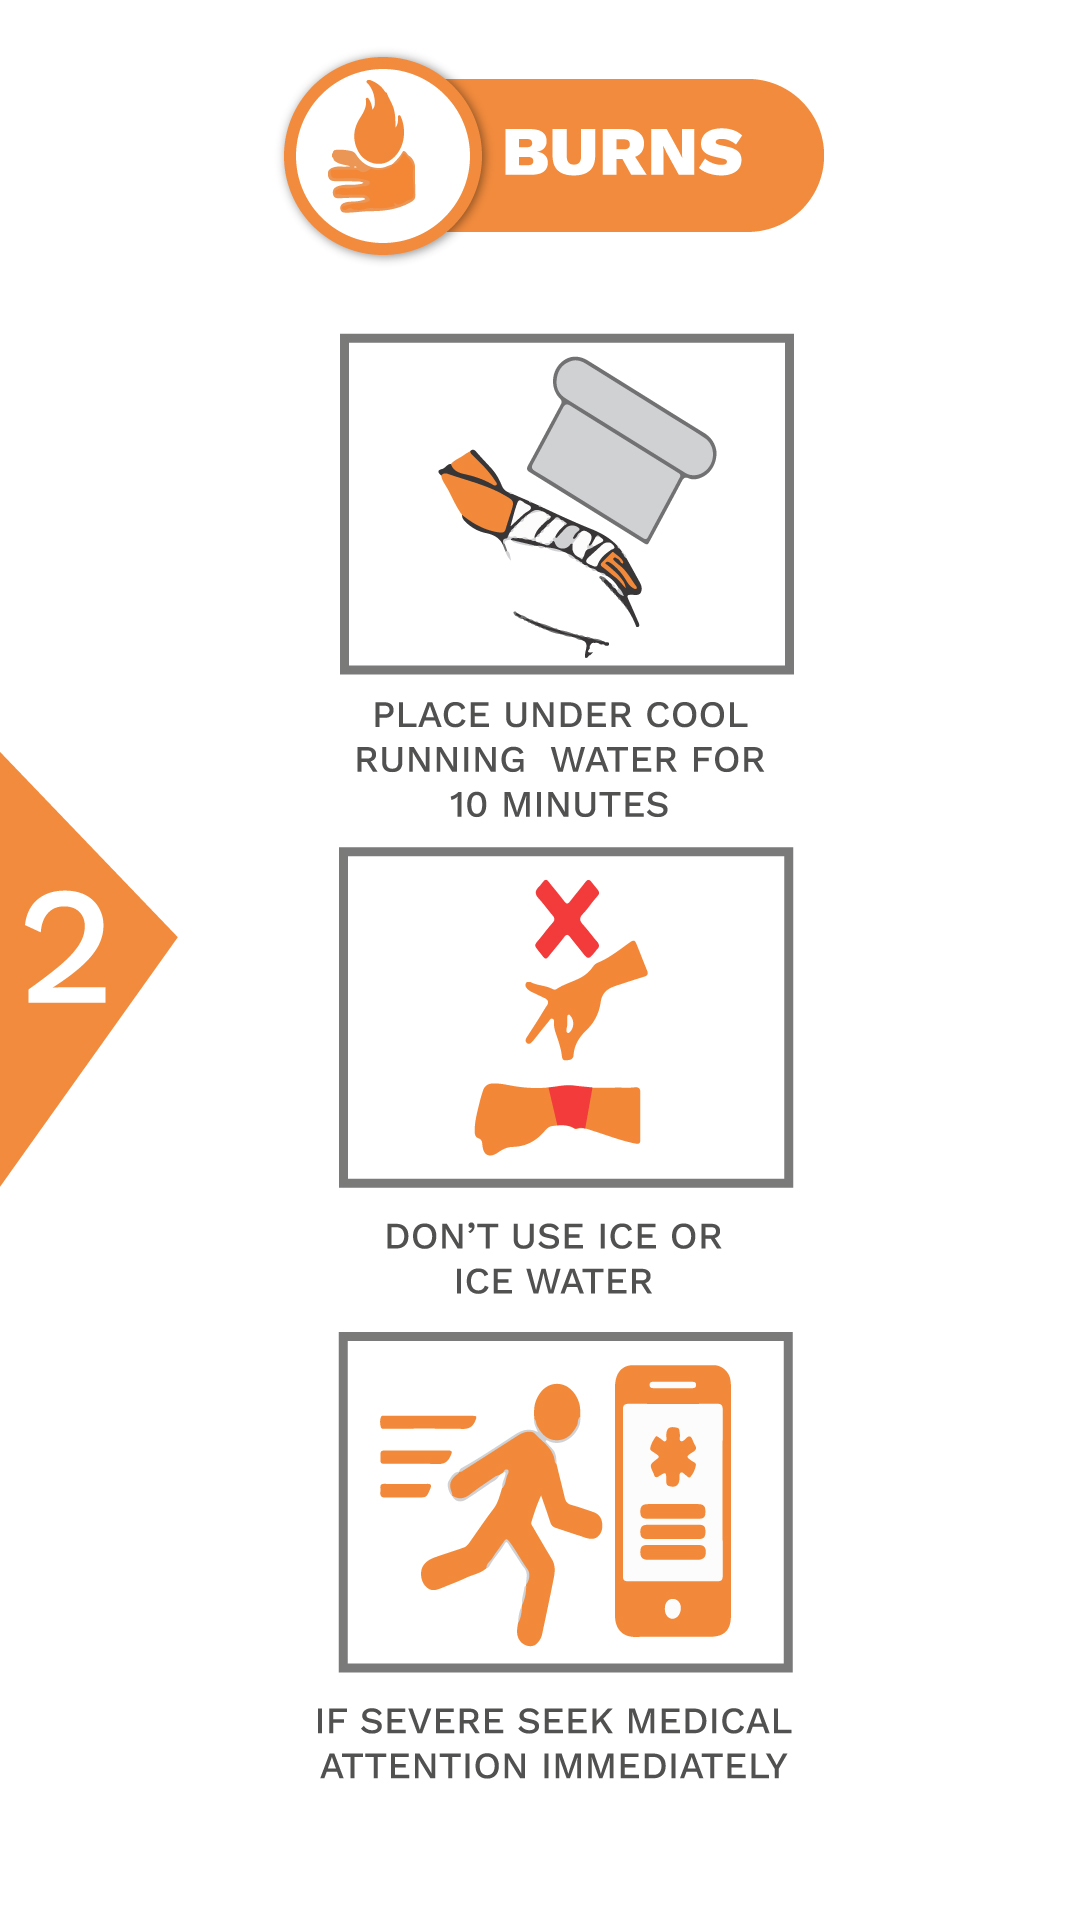 BURNS
PLACE UNDER COOL
RUNNING WATER FOR
10 MINUTES
2
DON’T USE ICE OR
ICE WATER
IF SEVERE SEEK MEDICAL
ATTENTION IMMEDIATELY